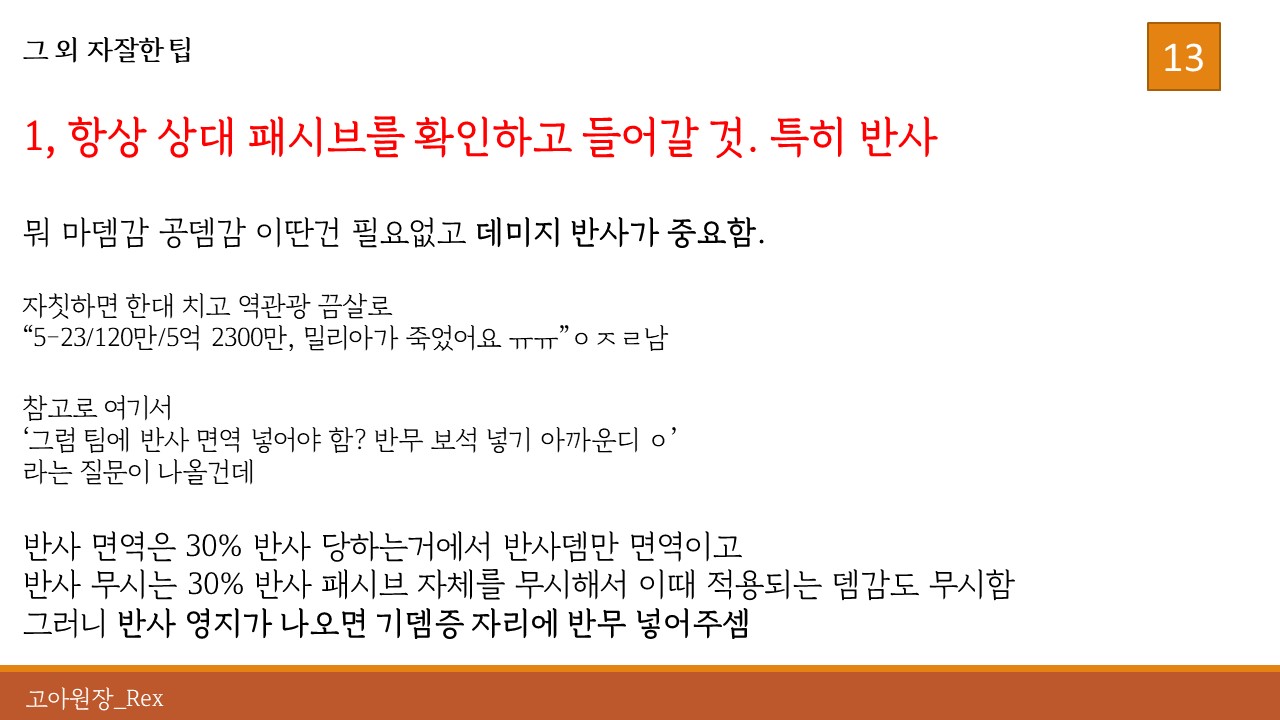 그 외 자잘한 팁
13
1, 항상 상대 패시브를 확인하고 들어갈 것. 특히 반사
뭐 마뎀감 공뎀감 이딴건 필요없고 데미지 반사가 중요함.
자칫하면 한대 치고 역관광 끔살로
“5-23/120만/5억 2300만, 밀리아가 죽었어요 ㅠㅠ”ㅇㅈㄹ남
참고로 여기서
‘그럼 팀에 반사 면역 넣어야 함? 반무 보석 넣기 아까운디 ㅇ’
라는 질문이 나올건데
반사 면역은 30% 반사 당하는거에서 반사뎀만 면역이고
반사 무시는 30% 반사 패시브 자체를 무시해서 이때 적용되는 뎀감도 무시함
그러니 반사 영지가 나오면 기뎀증 자리에 반무 넣어주셈
고아원장_Rex